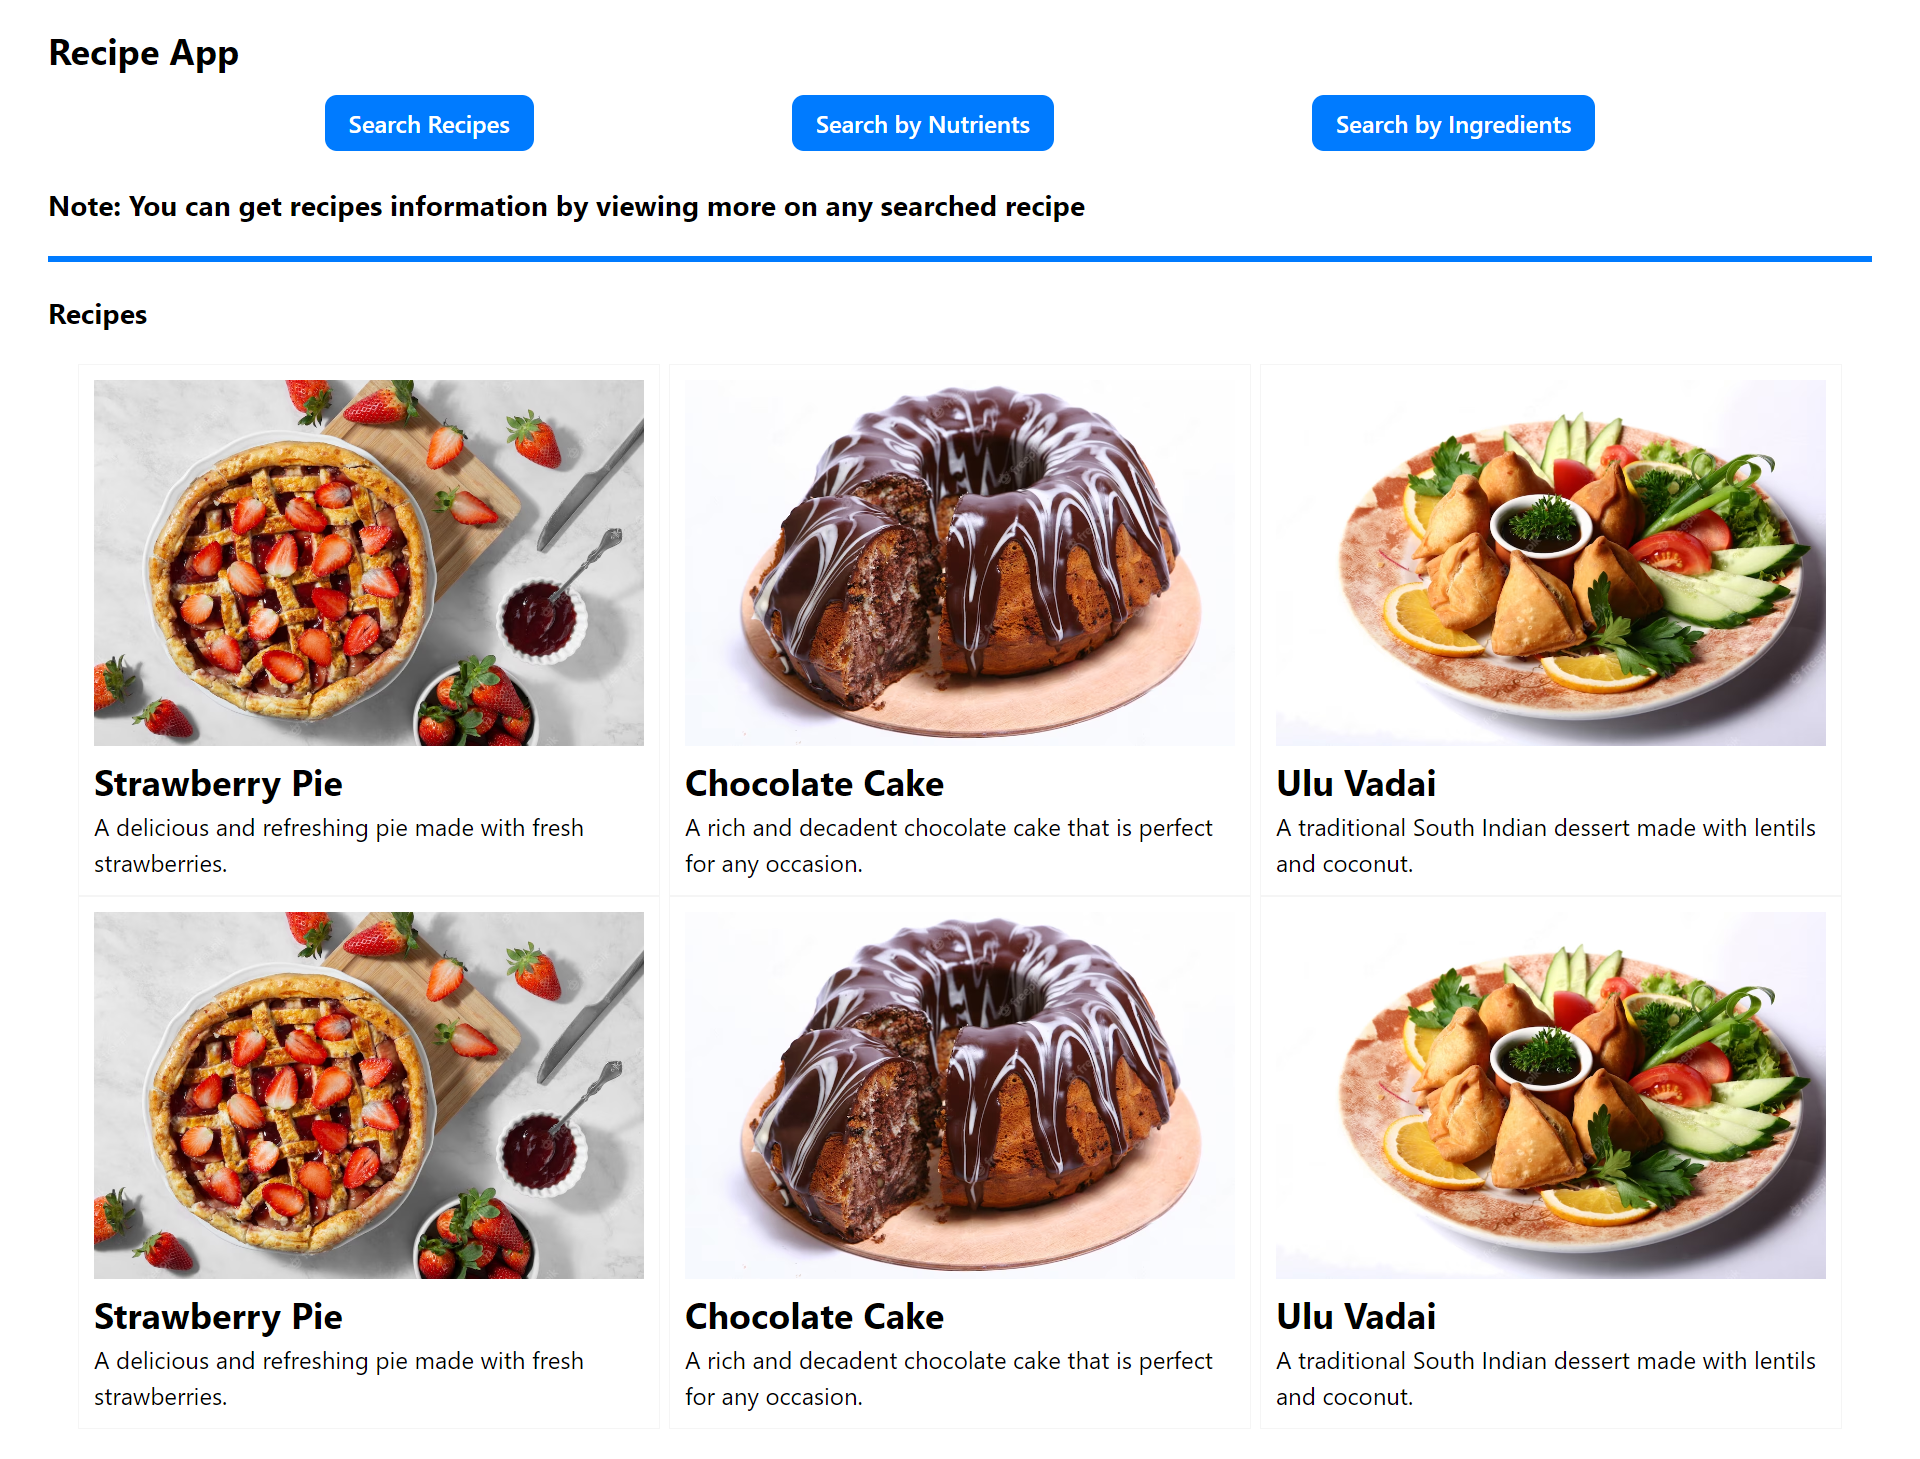 Recipe App
Search Recipes
Search by Nutrients
Search by Ingredients
Note: You can get recipes information by viewing more on any searched recipe
Recipes
Strawberry Pie
A delicious and refreshing pie made with fresh
strawberries.
Chocolate Cake
A rich and decadent chocolate cake that is perfect
for any occasion.
Ulu Vadai
A traditional South Indian dessert made with lentils
and coconut.
Strawberry Pie
A delicious and refreshing pie made with fresh
strawberries.
Chocolate Cake
A rich and decadent chocolate cake that is perfect
for any occasion.
Ulu Vadai
A traditional South Indian dessert made with lentils
and coconut.